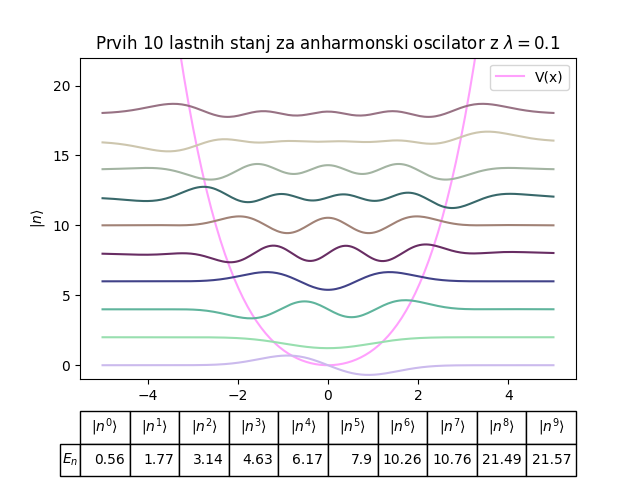 Prvih 10 lastnih stanj za anharmonski oscilator z λ = 0.1
V(x)
20
15
10
5
0
|n⟩
−4 −2 0 2 4
|n⁰⟩ |n¹⟩ |n²⟩ |n³⟩ |n⁴⟩ |n⁵⟩ |n⁶⟩ |n⁷⟩ |n⁸⟩ |n⁹⟩
Eₙ 0.56 1.77 3.14 4.63 6.17 7.9 10.26 10.76 21.49 21.57